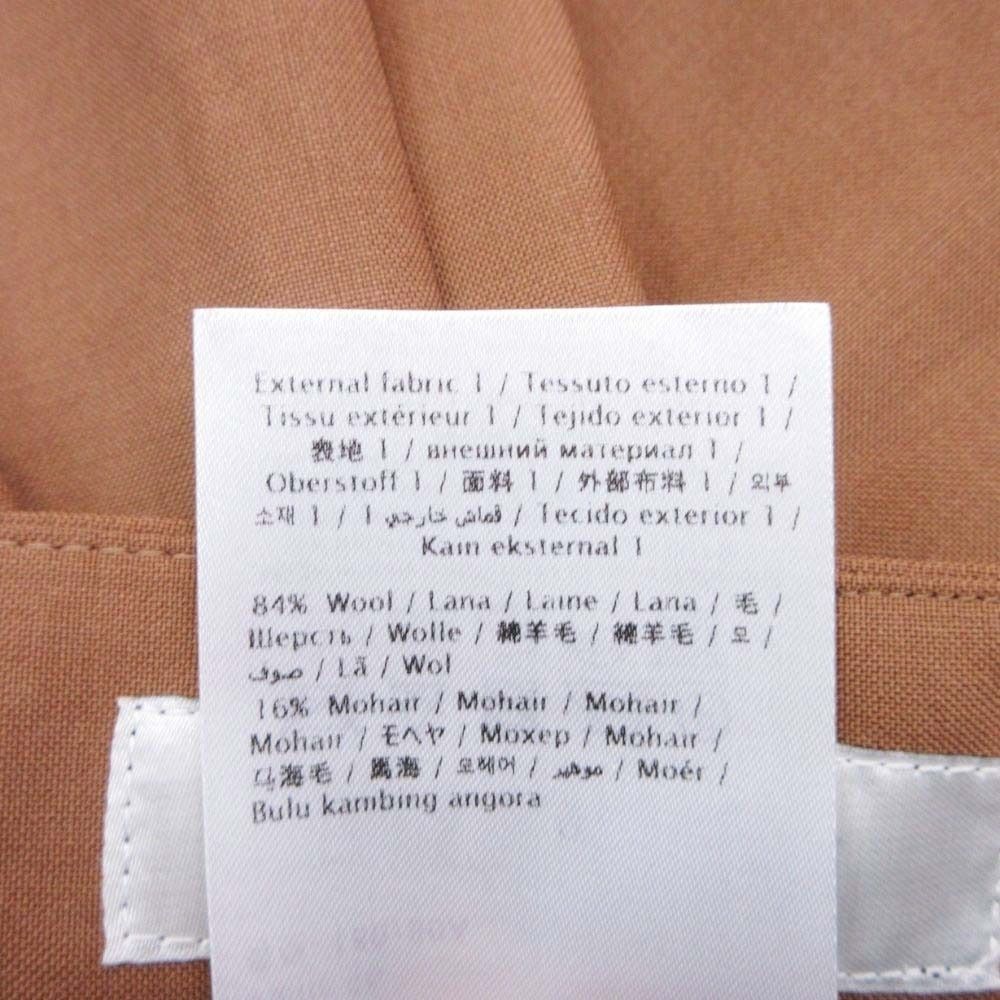 External fabric 1 / Tessuto esterno 1 /
Tissu extérieur 1 / Tejido exterior 1 /
表地 1 / внешний материал 1 /
Oberstoff 1 / 面料 1 / 外部布料 1 / 외부
소재 1 / 1 قماش خارجي / Tecido exterior 1 /
Kain eksternal 1
84% Wool / Lana / Laine / Lana / 毛 /
Шерсть / Wolle / 綿羊毛 / 綿羊毛 / 모 /
صوف / Lã / Wol
16% Mohair / Mohair / Mohair /
Mohair / モヘヤ / Мохер / Mohair /
马海毛 / 馬海 / 모헤어 / موهير / Moér /
Bulu kambing angora